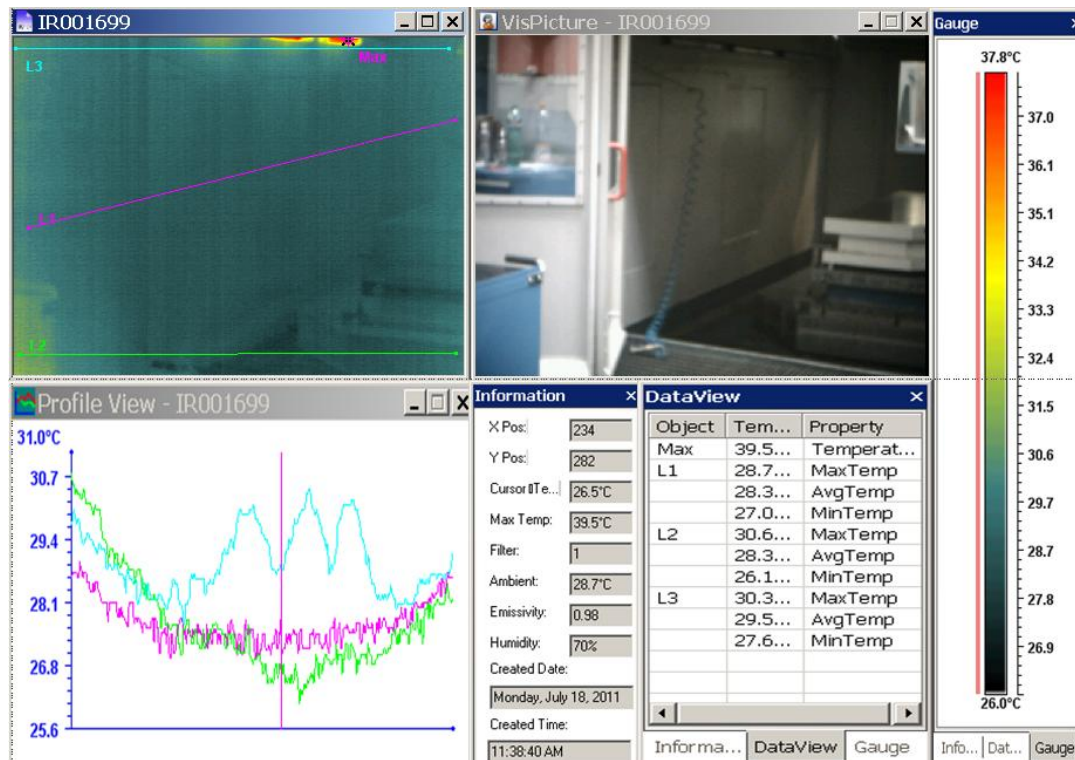 IR001699
L3
Max
L1
L2
VisPicture - IR001699
Gauge
37.8°C
37.0
36.1
35.1
34.2
33.3
32.4
31.5
30.6
29.7
28.7
27.8
26.9
26.0°C
Info... Dat... Gauge
Profile View - IR001699
31.0°C
30.7
29.4
28.1
26.8
25.6
Information
X Pos: 234
Y Pos: 282
Cursor Te... 26.5°C
Max Temp: 39.5°C
Filter: 1
Ambient: 28.7°C
Emissivity: 0.98
Humidity: 70%
Created Date:
Monday, July 18, 2011
Created Time:
11:38:40 AM
DataView
Object Tem... Property
Max 39.5... Temperat...
L1 28.7... MaxTemp
28.3... AvgTemp
27.0... MinTemp
L2 30.6... MaxTemp
28.3... AvgTemp
26.1... MinTemp
L3 30.3... MaxTemp
29.5... AvgTemp
27.6... MinTemp
Informa... DataView Gauge